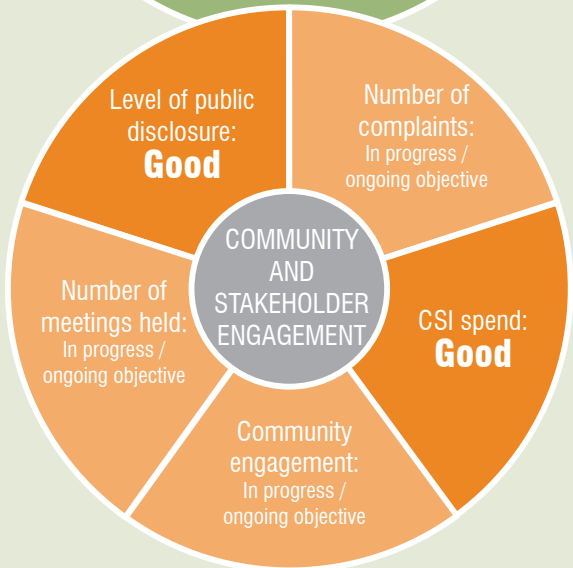 Level of public
disclosure:
Good
Number of
complaints:
In progress /
ongoing objective
COMMUNITY
AND
STAKEHOLDER
ENGAGEMENT
Number of
meetings held:
In progress /
ongoing objective
CSI spend:
Good
Community
engagement:
In progress /
ongoing objective